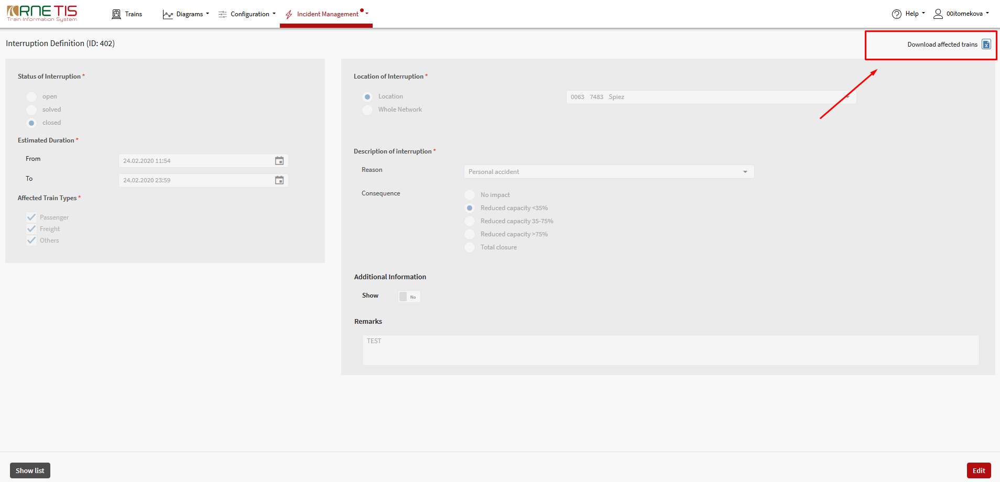 RNE TIS
Train Information System
Trains
Diagrams
Configuration
Incident Management
Help
00itomekova
Interruption Definition (ID: 402)
Download affected trains
Status of Interruption *
open
solved
closed
Estimated Duration *
From
24.02.2020 11:54
To
24.02.2020 23:59
Affected Train Types *
Passenger
Freight
Others
Location of Interruption *
Location
0063 7483 Spiez
Whole Network
Description of interruption *
Reason
Personal accident
Consequence
No impact
Reduced capacity <35%
Reduced capacity 35-75%
Reduced capacity >75%
Total closure
Additional Information
Show
No
Remarks
TEST
Show list
Edit